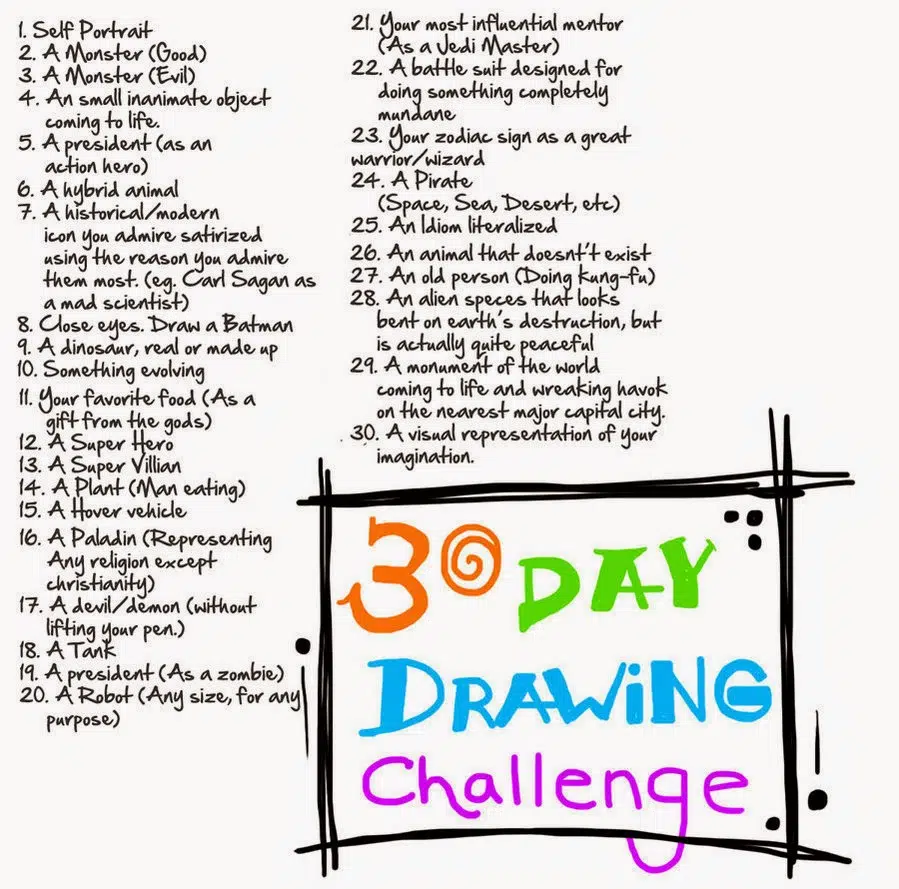 1. Self Portrait
2. A Monster (Good)
3. A Monster (Evil)
4. An small inanimate object
coming to life.
5. A president (as an
action hero)
6. A hybrid animal
7. A historical/modern
icon you admire satirized
using the reason you admire
them most. (eg. Carl Sagan as
a mad scientist)
8. Close eyes. Draw a Batman
9. A dinosaur, real or made up
10. Something evolving
11. Your favorite food (As a
gift from the gods)
12. A Super Hero
13. A Super Villian
14. A Plant (Man eating)
15. A Hover vehicle
16. A Paladin (Representing
Any religion except
christianity)
17. A devil/demon (without
lifting your pen.)
18. A Tank
19. A president (As a zombie)
20. A Robot (Any size, for any
purpose)
21. Your most influential mentor
(As a Jedi Master)
22. A battle suit designed for
doing something completely
mundane
23. Your zodiac sign as a great
warrior/wizard
24. A Pirate
(Space, Sea, Desert, etc)
25. An Idiom literalized
26. An animal that doesnt't exist
27. An old person (Doing Kung-fu)
28. An alien speces that looks
bent on earth's destruction, but
is actually quite peaceful
29. A monument of the world
coming to life and wreaking havok
on the nearest major capital city.
30. A visual representation of your
imagination.
30 DAY
DRAWiNG
Challenge